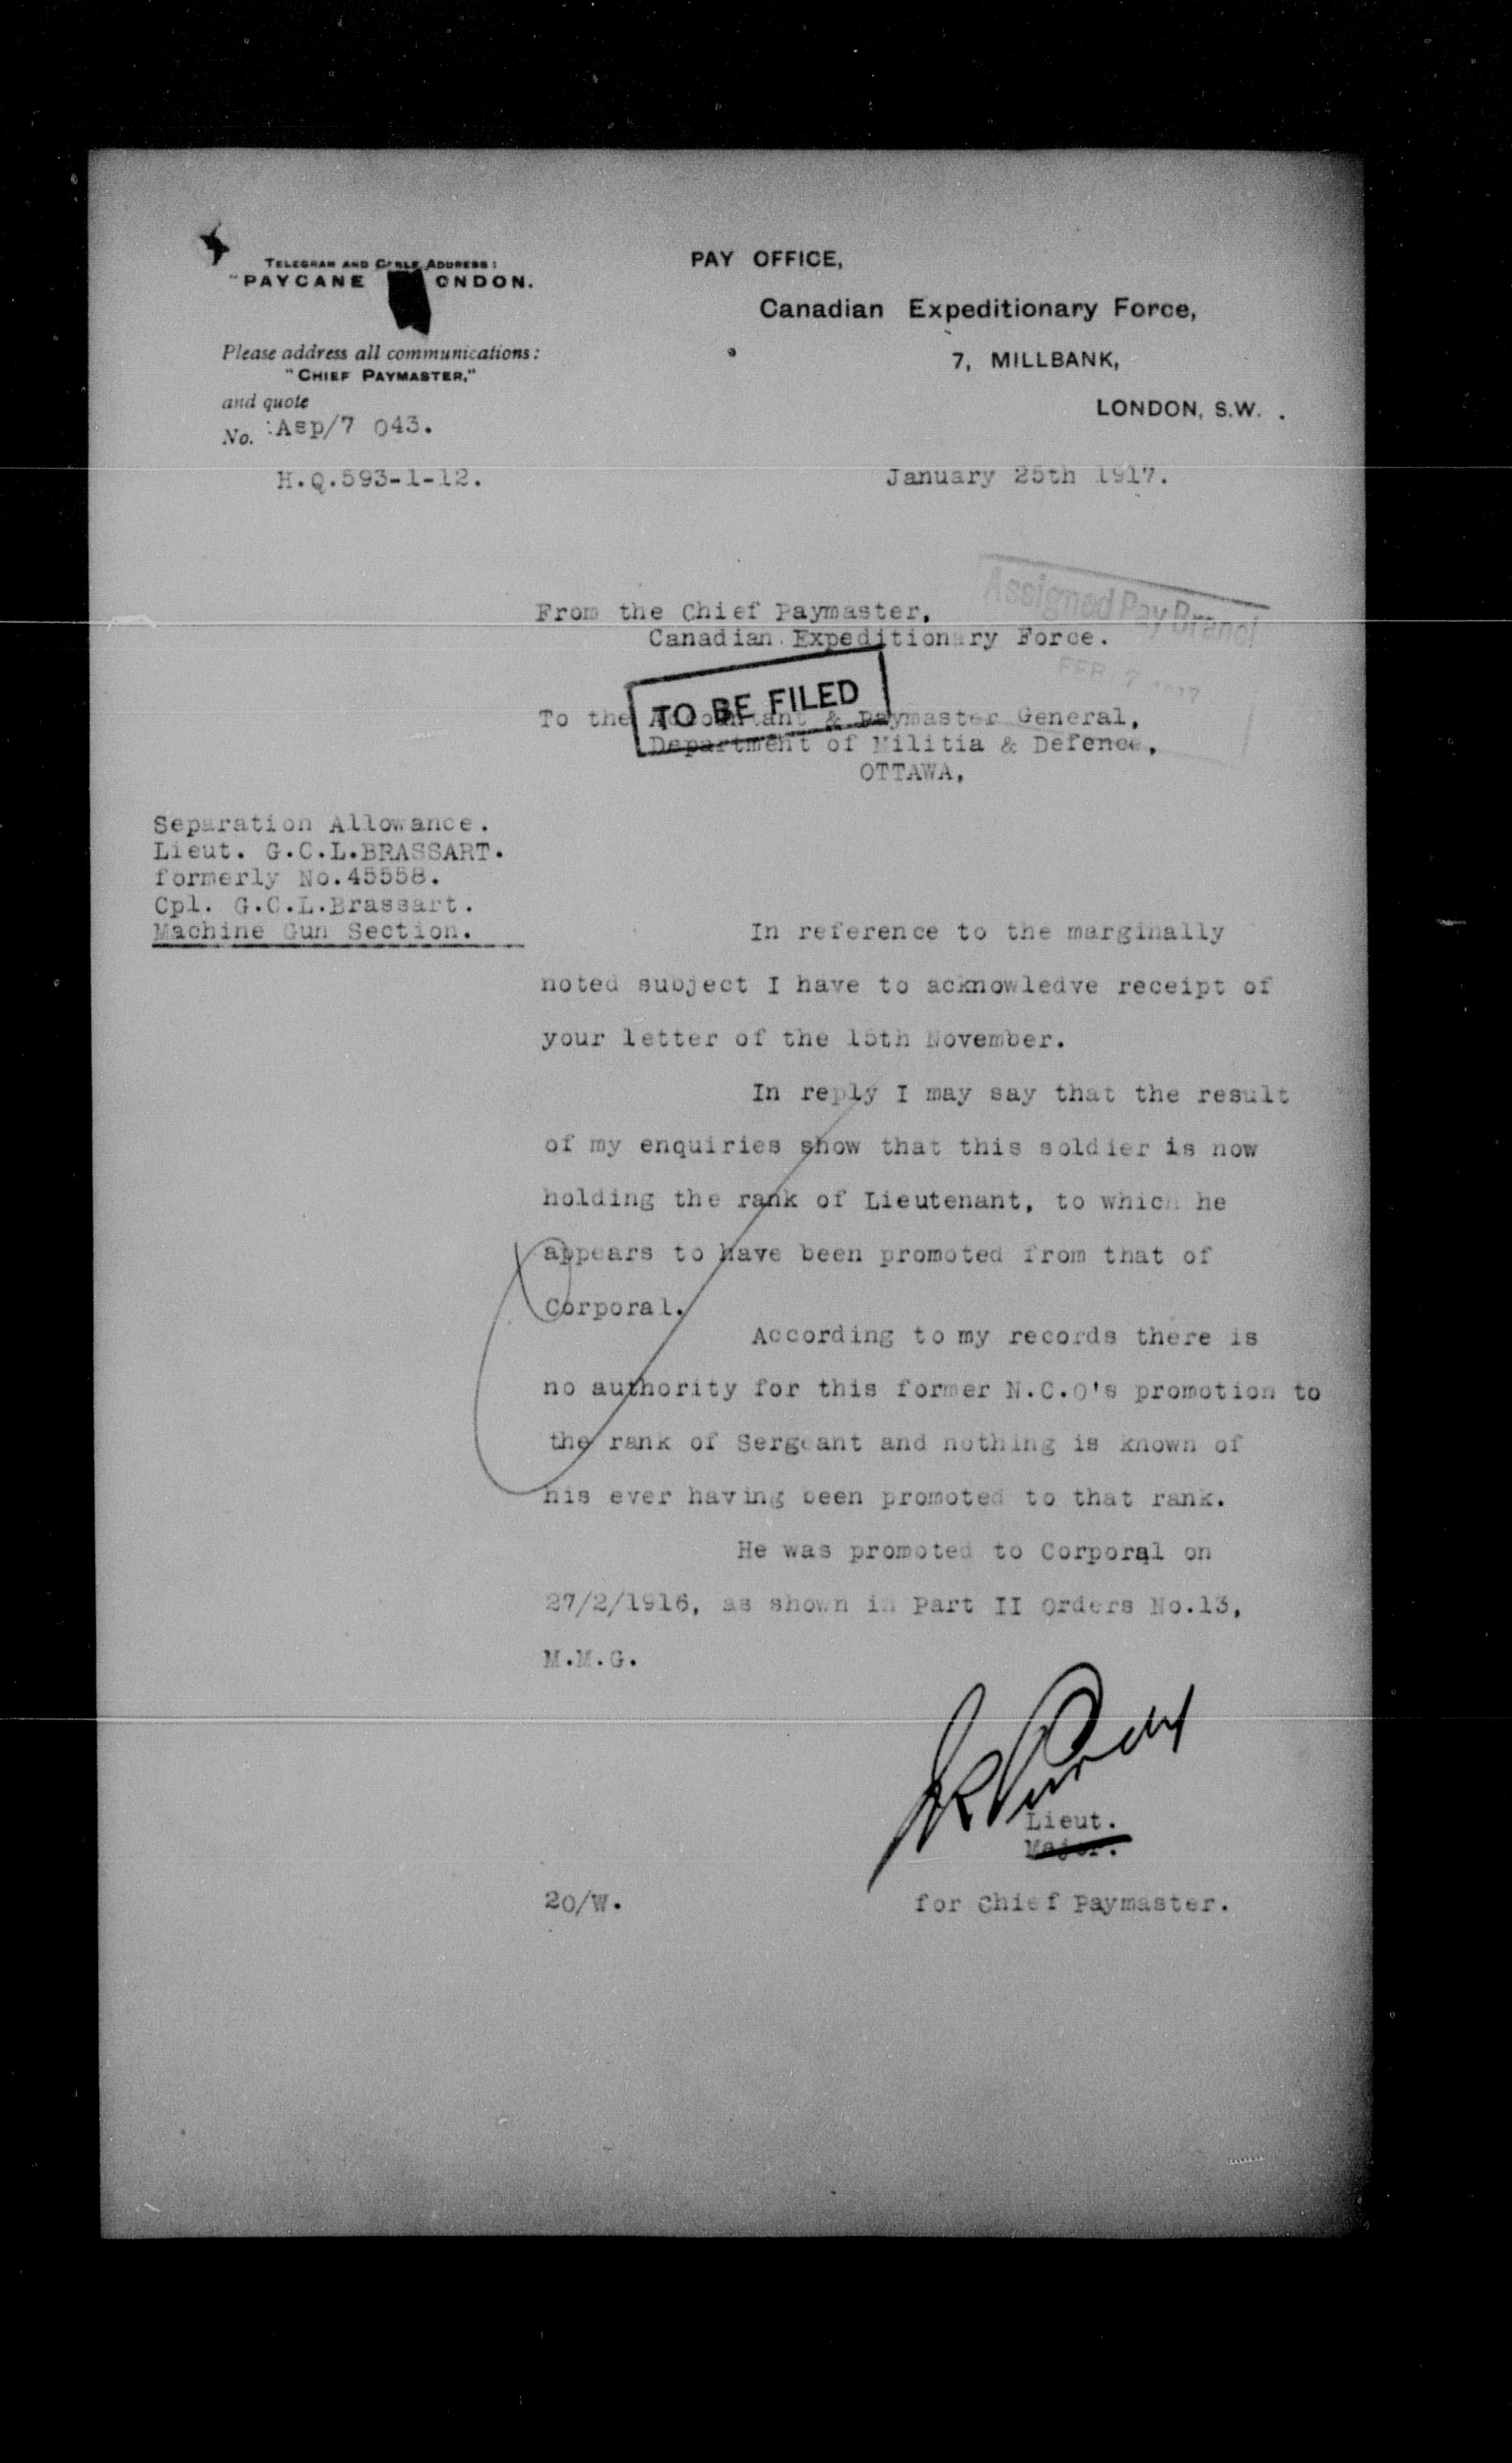 TELEGRAM AND CABLE ADDRESS:
"PAYCANE ONDON.
Please address all communications:
"CHIEF PAYMASTER,"
and quote
No. :Asp/7 043.
H.Q.593-1-12.
PAY OFFICE,
Canadian Expeditionary Force,
7, MILLBANK,
LONDON, S.W. .
January 25th 1917.
Assigned Pay Branc
FEB 7 1917
From the Chief Paymaster,
Canadian Expeditionary Force.
TO BE FILED
To the Accountant & Paymaster General,
Department of Militia & Defence,
OTTAWA,
Separation Allowance.
Lieut. G.C.L.BRASSART.
formerly No.45558.
Cpl. G.C.L.Brassart.
Machine Gun Section.
In reference to the marginally
noted subject I have to acknowledve receipt of
your letter of the 15th November.
In reply I may say that the result
of my enquiries show that this soldier is now
holding the rank of Lieutenant, to which he
appears to have been promoted from that of
Corporal.
According to my records there is
no authority for this former N.C.O's promotion to
the rank of Sergeant and nothing is known of
his ever having been promoted to that rank.
He was promoted to Corporal on
27/2/1916, as shown in Part II Orders No.13,
M.M.G.
Lieut.
Major.
20/W.
for Chief Paymaster.